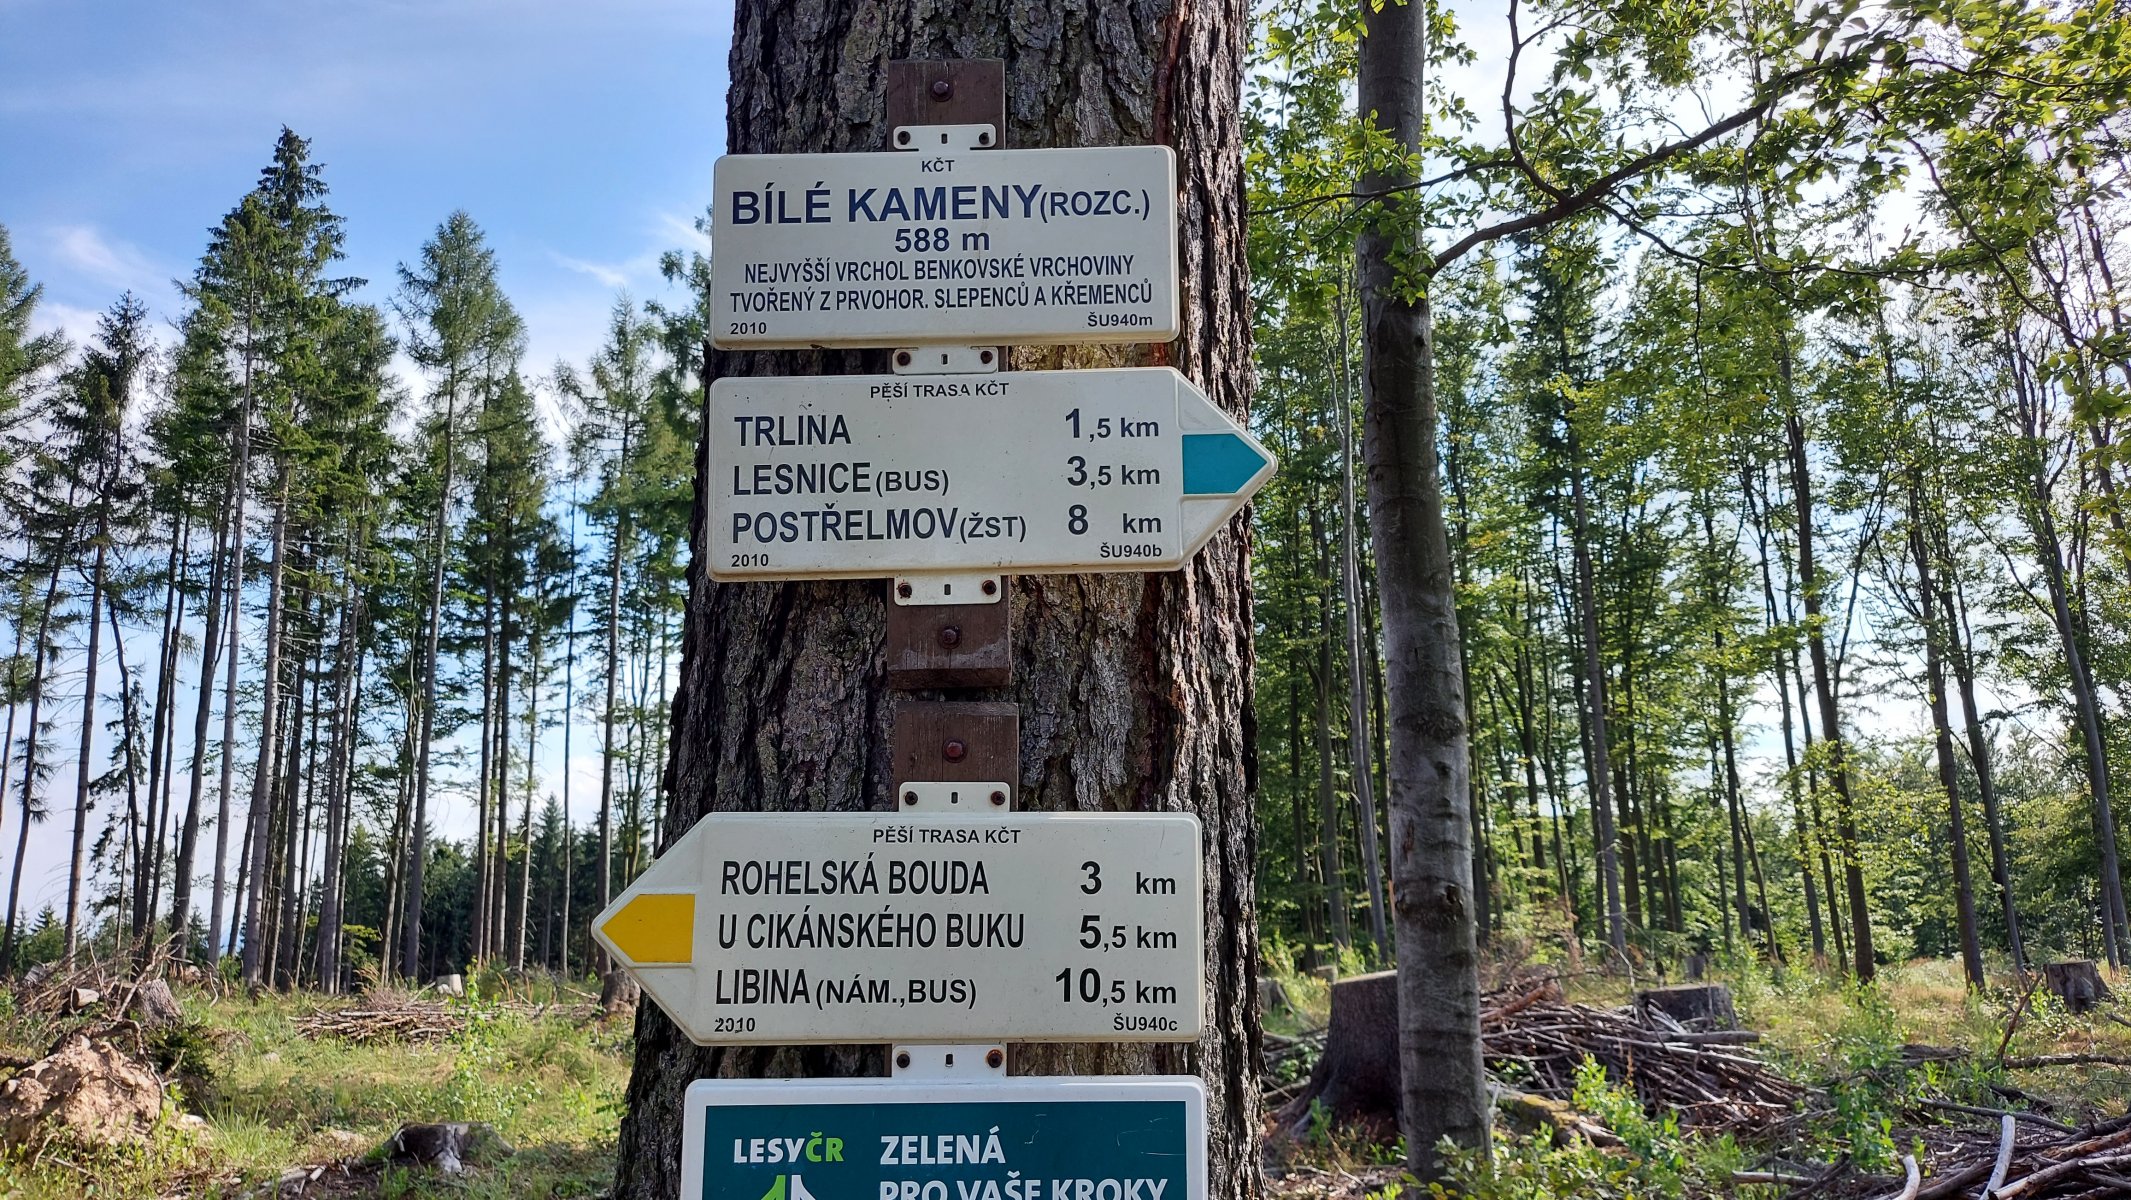 KČT
BÍLÉ KAMENY (ROZC.)
588 m
NEJVYŠŠÍ VRCHOL BENKOVSKÉ VRCHOVINY
TVOŘENÝ Z PRVOHOR. SLEPENCŮ A KŘEMENCŮ
2010 ŠU940m
PĚŠÍ TRASA KČT
TRLINA 1,5 km
LESNICE (BUS) 3,5 km
POSTŘELMOV (ŽST) 8 km
2010 ŠU940b
PĚŠÍ TRASA KČT
ROHELSKÁ BOUDA 3 km
U CIKÁNSKÉHO BUKU 5,5 km
LIBINA (NÁM.,BUS) 10,5 km
2010 ŠU940c
LESYČR
ZELENÁ
PRO VAŠE KROKY